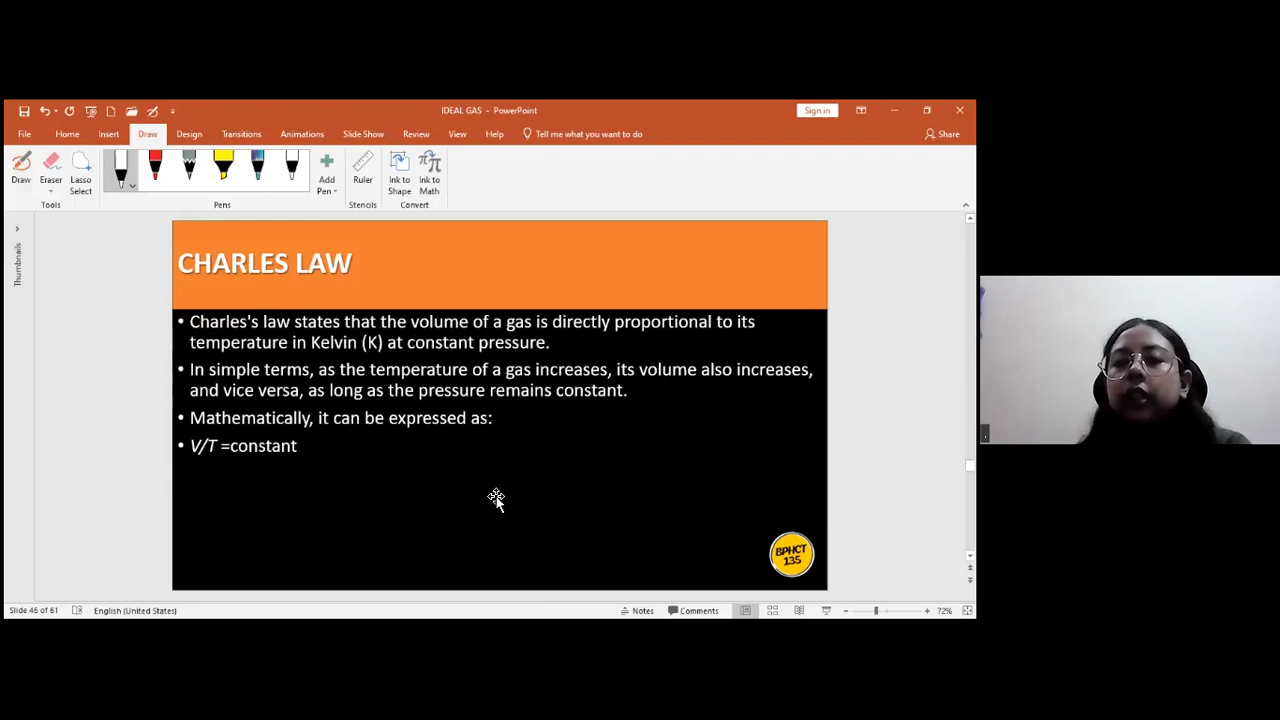 IDEAL GAS - PowerPoint
Sign in
File Home Insert Draw Design Transitions Animations Slide Show Review View Help Tell me what you want to do Share
Draw Eraser Lasso Select Add Pen Ruler Ink to Shape Ink to Math
Tools Pens Stencils Convert
Thumbnails
CHARLES LAW
• Charles's law states that the volume of a gas is directly proportional to its
temperature in Kelvin (K) at constant pressure.
• In simple terms, as the temperature of a gas increases, its volume also increases,
and vice versa, as long as the pressure remains constant.
• Mathematically, it can be expressed as:
• V/T =constant
BPHCT
135
Slide 46 of 61 English (United States) Notes Comments 72%